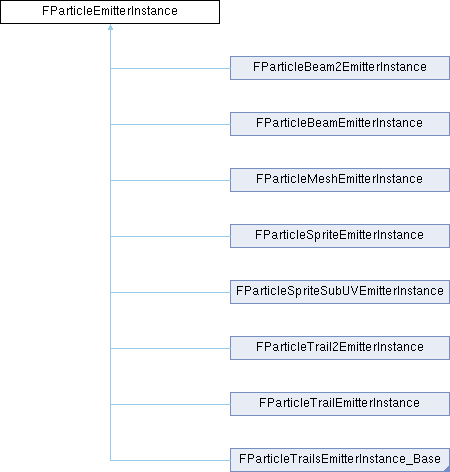 FParticleEmitterInstance
FParticleBeam2EmitterInstance
FParticleBeamEmitterInstance
FParticleMeshEmitterInstance
FParticleSpriteEmitterInstance
FParticleSpriteSubUVEmitterInstance
FParticleTrail2EmitterInstance
FParticleTrailEmitterInstance
FParticleTrailsEmitterInstance_Base